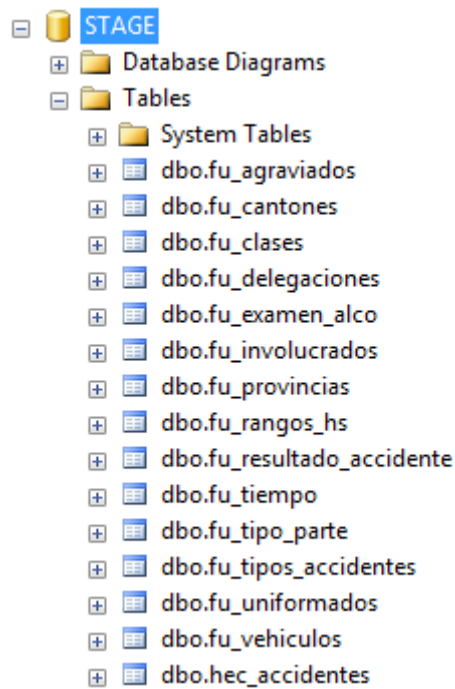 STAGE
Database Diagrams
Tables
System Tables
dbo.fu_agraviados
dbo.fu_cantones
dbo.fu_clases
dbo.fu_delegaciones
dbo.fu_examen_alco
dbo.fu_involucrados
dbo.fu_provincias
dbo.fu_rangos_hs
dbo.fu_resultado_accidente
dbo.fu_tiempo
dbo.fu_tipo_parte
dbo.fu_tipos_accidentes
dbo.fu_uniformados
dbo.fu_vehiculos
dbo.hec_accidentes